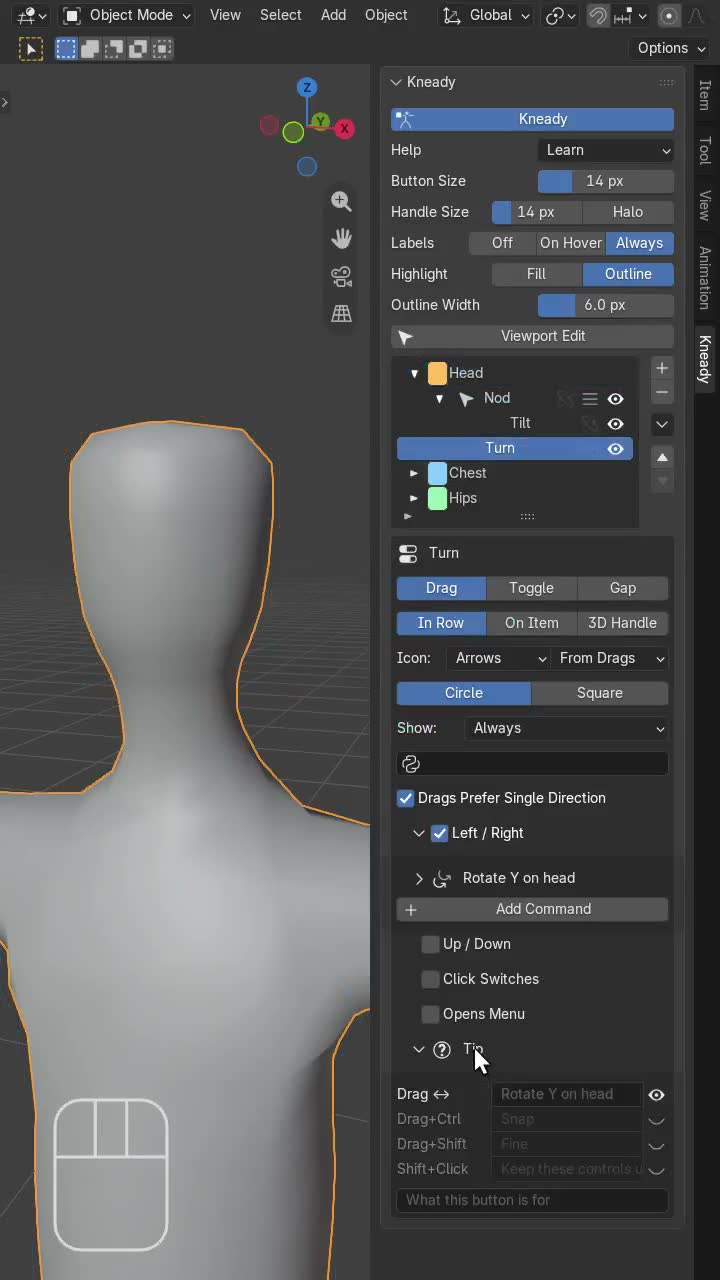 Object Mode View Select Add Object Global
Options
Kneady
Z
Y
X
Kneady
Help Learn
Button Size 14 px
Handle Size 14 px Halo
Labels Off On Hover Always
Highlight Fill Outline
Outline Width 6.0 px
Viewport Edit
Head
Nod
Tilt
Turn
Chest
Hips
Turn
Drag Toggle Gap
In Row On Item 3D Handle
Icon: Arrows From Drags
Circle Square
Show: Always
Drags Prefer Single Direction
Left / Right
Rotate Y on head
Add Command
Up / Down
Click Switches
Opens Menu
Tip
Drag ↔ Rotate Y on head
Drag+Ctrl Snap
Drag+Shift Fine
Shift+Click Keep these controls u
What this button is for
Item
Tool
View
Animation
Kneady